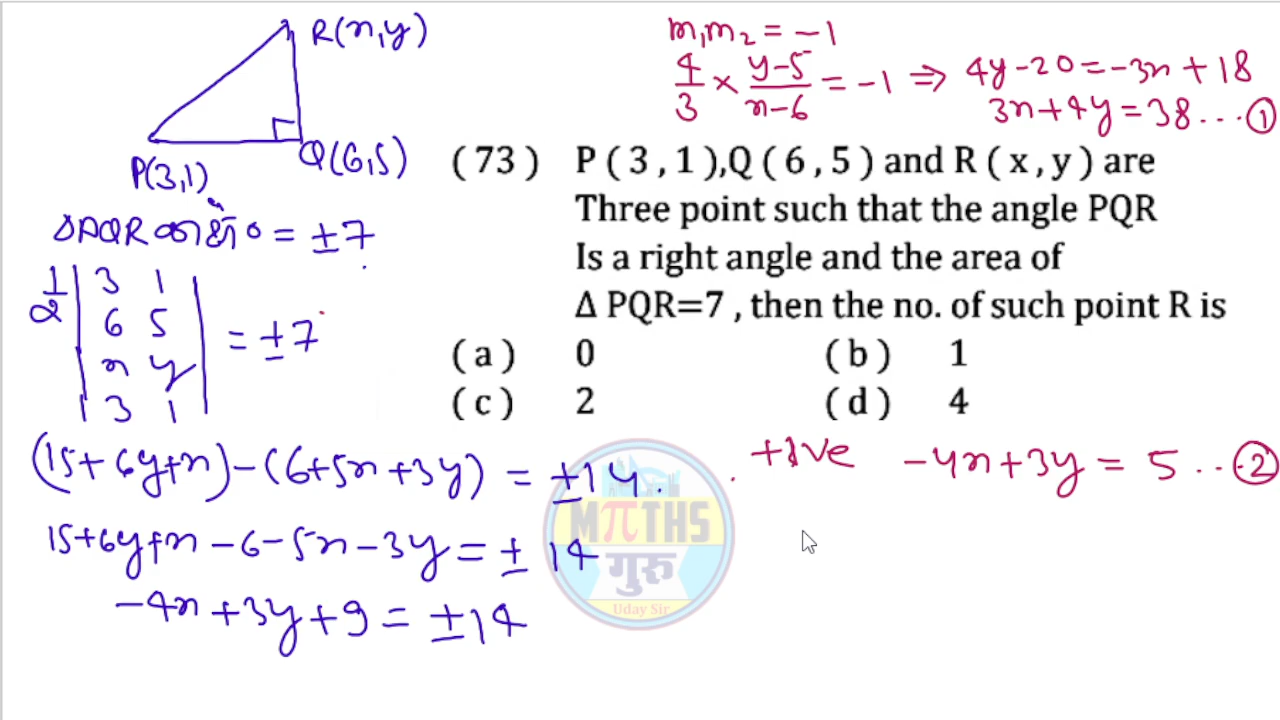 R(x,y)
P(3,1)
Q(6,5)
m₁m₂ = -1
4/3 × y-5/x-6 = -1 ⇒ 4y-20=-3x+18
3x+4y=38...①
(73) P(3,1),Q(6,5) and R(x,y) are
Three point such that the angle PQR
Is a right angle and the area of
Δ PQR=7, then the no. of such point R is
(a) 0 (b) 1
(c) 2 (d) 4
ΔPQR का क्षे० = ±7
1/2 | 3 1
6 5
x y
3 1 | = ±7
(15+6y+x)-(6+5x+3y) = ±14.
15+6y+x-6-5x-3y = ±14
-4x+3y+9 = ±14
+ive -4x+3y = 5...②
MπTHS
गुरु
Uday Sir